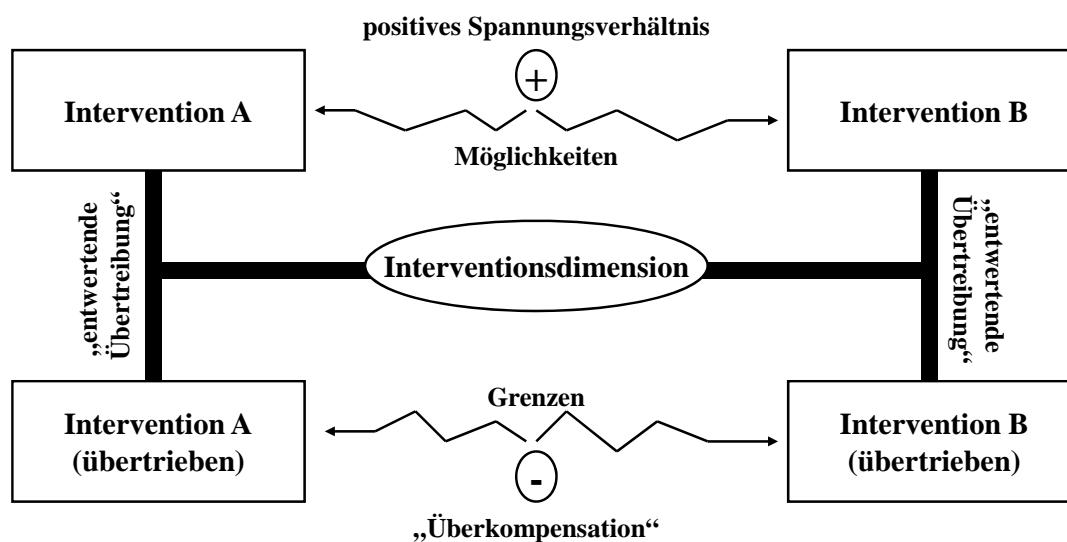 positives Spannungsverhältnis
+
Intervention A
Intervention B
Möglichkeiten
„entwertende
Übertreibung“
„entwertende
Übertreibung“
Interventionsdimension
Grenzen
Intervention A
(übertrieben)
Intervention B
(übertrieben)
-
„Überkompensation“